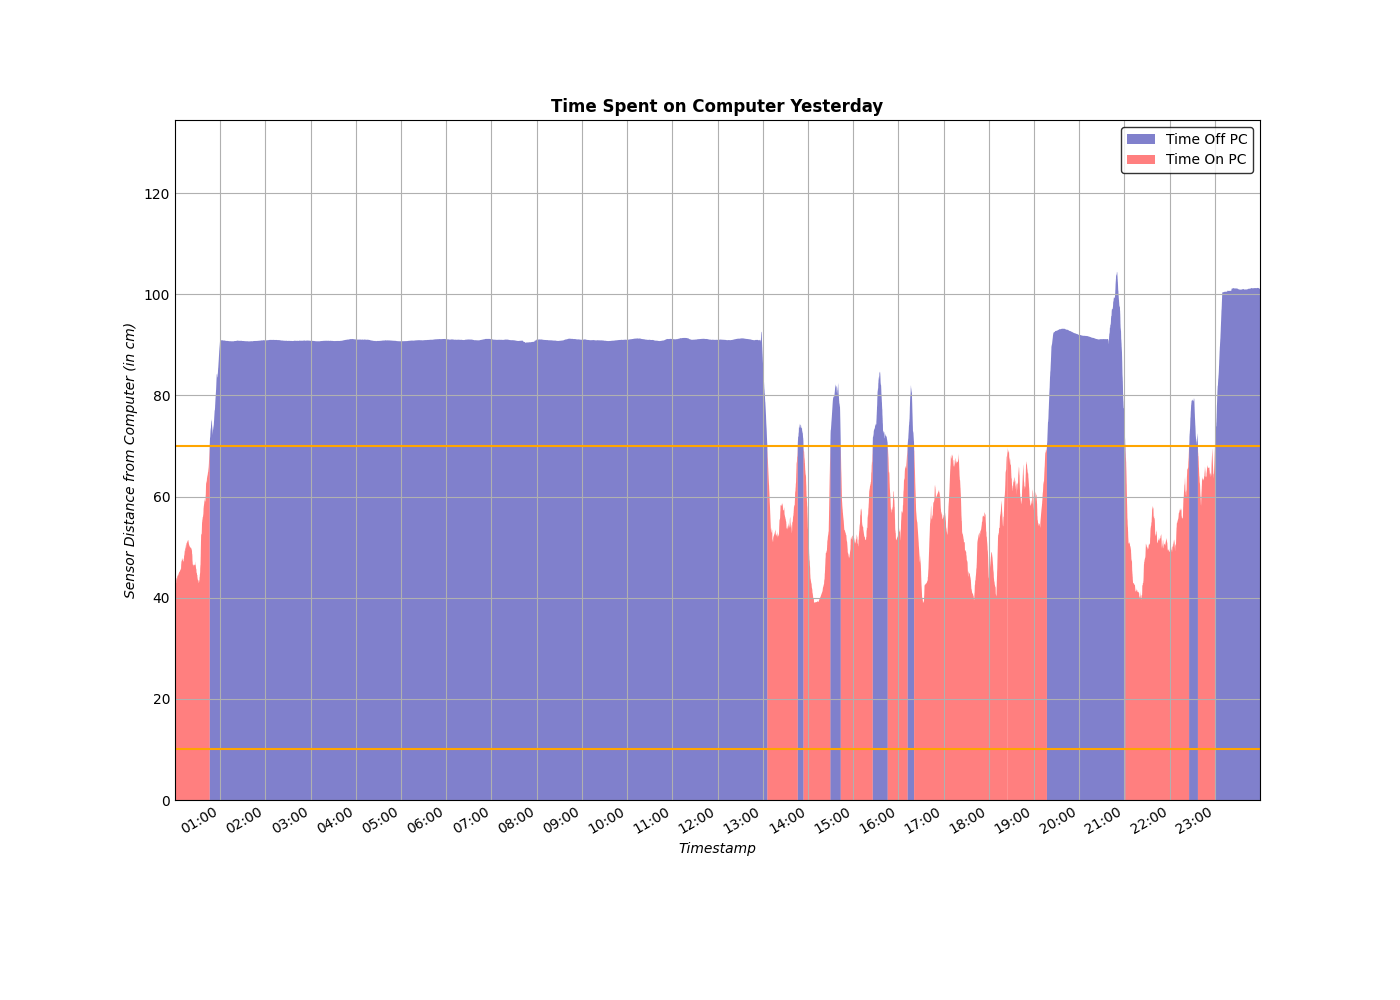 Time Spent on Computer Yesterday
Time Off PC
Time On PC
Sensor Distance from Computer (in cm)
120
100
80
60
40
20
0
01:00 02:00 03:00 04:00 05:00 06:00 07:00 08:00 09:00 10:00 11:00 12:00 13:00 14:00 15:00 16:00 17:00 18:00 19:00 20:00 21:00 22:00 23:00
Timestamp